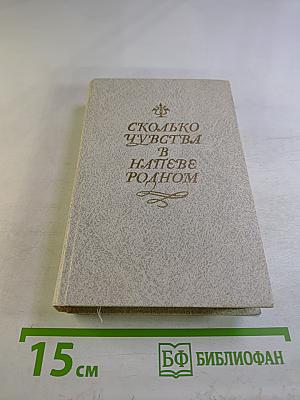 СКОЛЬКО
ЧУВСТВА
В
НАПЕВЕ
РОДНОМ
15 см
БФ БИБЛИОФАН